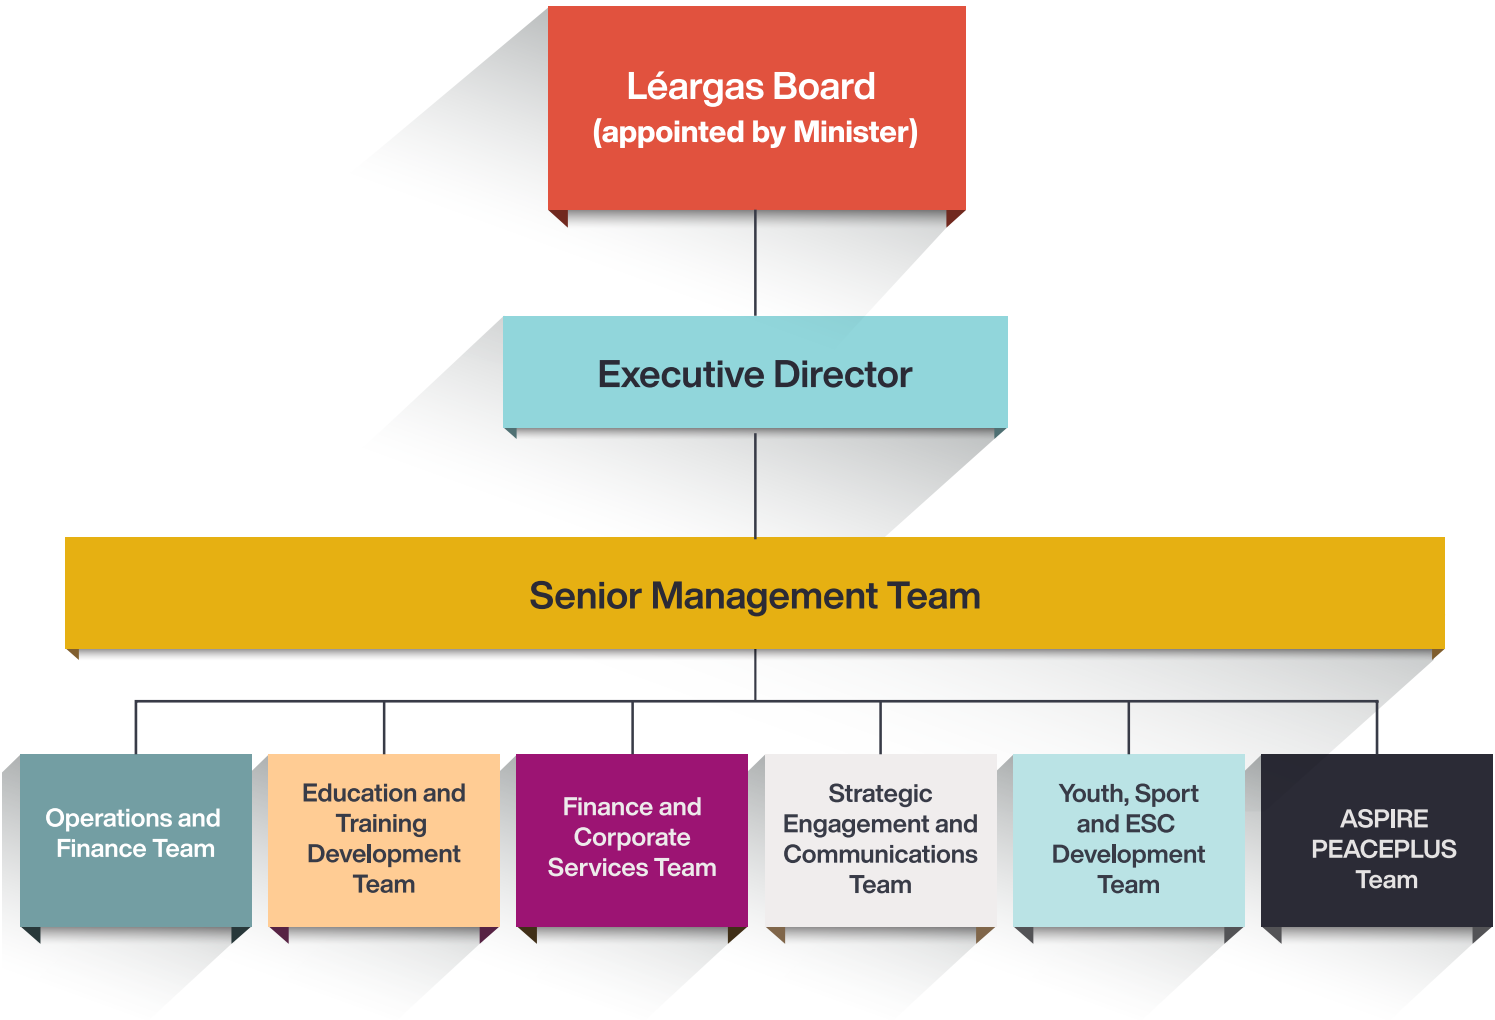 Léargas Board
(appointed by Minister)
Executive Director
Senior Management Team
Operations and
Finance Team
Education and
Training
Development
Team
Finance and
Corporate
Services Team
Strategic
Engagement and
Communications
Team
Youth, Sport
and ESC
Development
Team
ASPIRE
PEACEPLUS
Team